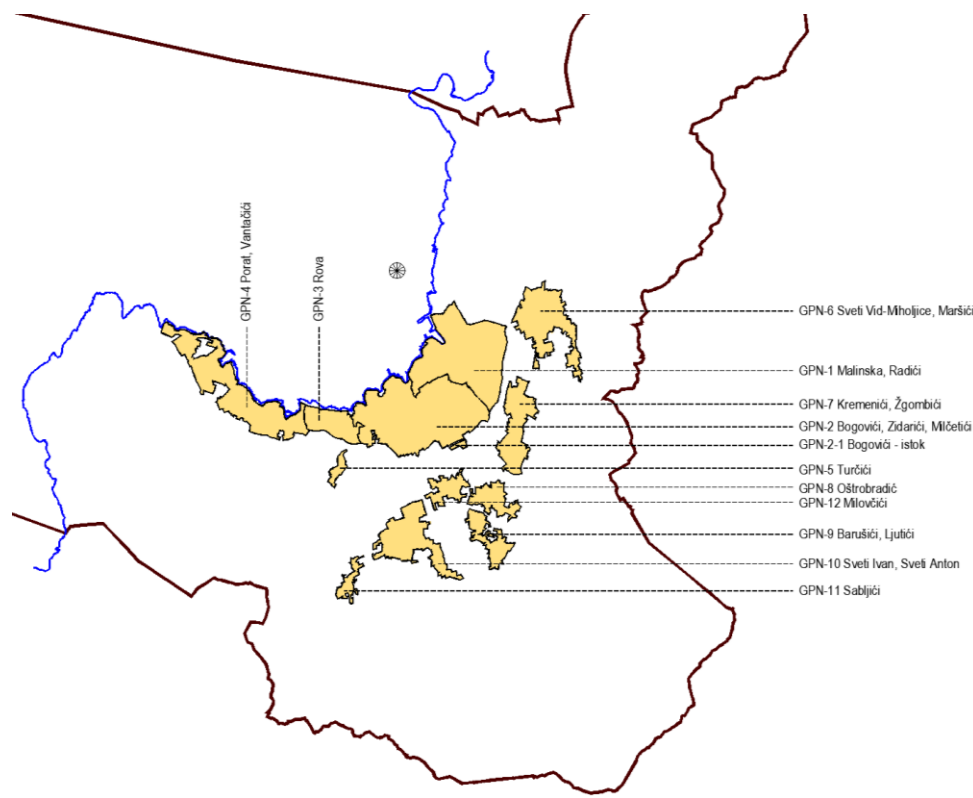 GPN-4 Porat, Vantačići
GPN-3 Rova
GPN-6 Sveti Vid-Miholjice, Maršići
GPN-1 Malinska, Radići
GPN-7 Kremenići, Žgombići
GPN-2 Bogovići, Zidarići, Milčetići
GPN-2-1 Bogovići - istok
GPN-5 Turčići
GPN-8 Oštrobradić
GPN-12 Milovčići
GPN-9 Barušići, Ljutići
GPN-10 Sveti Ivan, Sveti Anton
GPN-11 Sabljići